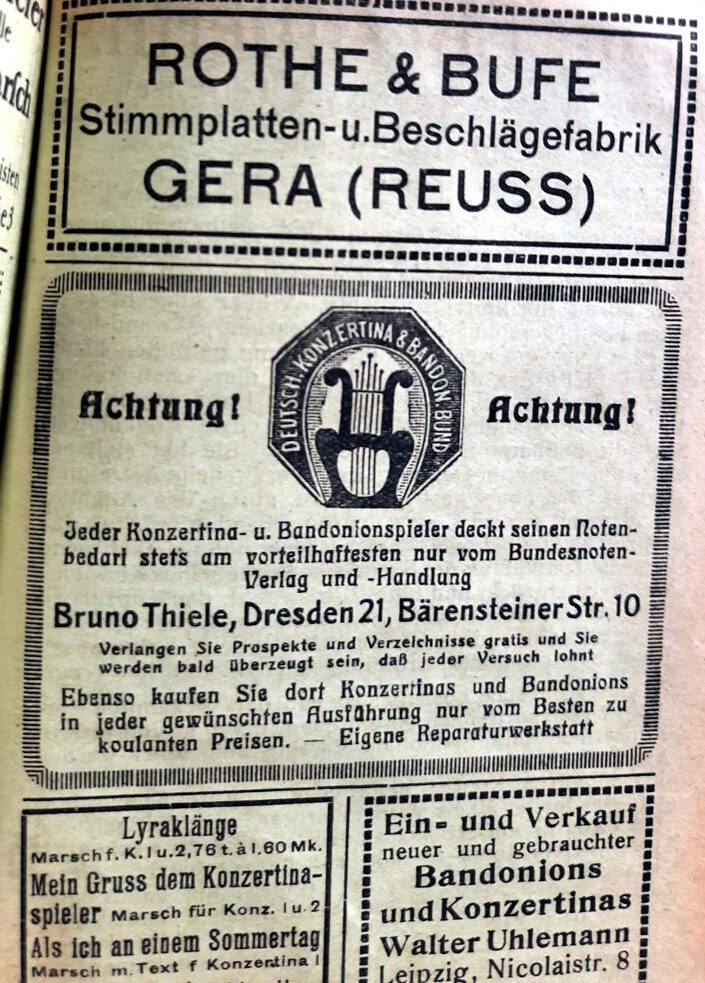 ROTHE & BUFE
Stimmplatten-u.Beschlägefabrik
GERA (REUSS)
DEUTSCH. KONZERTINA & BANDON. BUND
Achtung!
Achtung!
Jeder Konzertina- u. Bandonionspieler deckt seinen Noten-
bedarf stets am vorteilhaftesten nur vom Bundesnoten-
Verlag und -Handlung
Bruno Thiele, Dresden 21, Bärensteiner Str. 10
Verlangen Sie Prospekte und Verzeichnisse gratis und Sie
werden bald überzeugt sein, daß jeder Versuch lohnt
Ebenso kaufen Sie dort Konzertinas und Bandonions
in jeder gewünschten Ausführung nur vom Besten zu
koulanten Preisen. — Eigene Reparaturwerkstatt
Lyraklänge
Marsch f. K. I u. 2, 76 t. à 1.60 Mk.
Mein Gruss dem Konzertina-
spieler Marsch für Konz. I u. 2
Als ich an einem Sommertag
Marsch m. Text f Konzertina I
Ein- und Verkauf
neuer und gebrauchter
Bandonions
und Konzertinas
Walter Uhlemann
Leipzig, Nicolaistr. 8